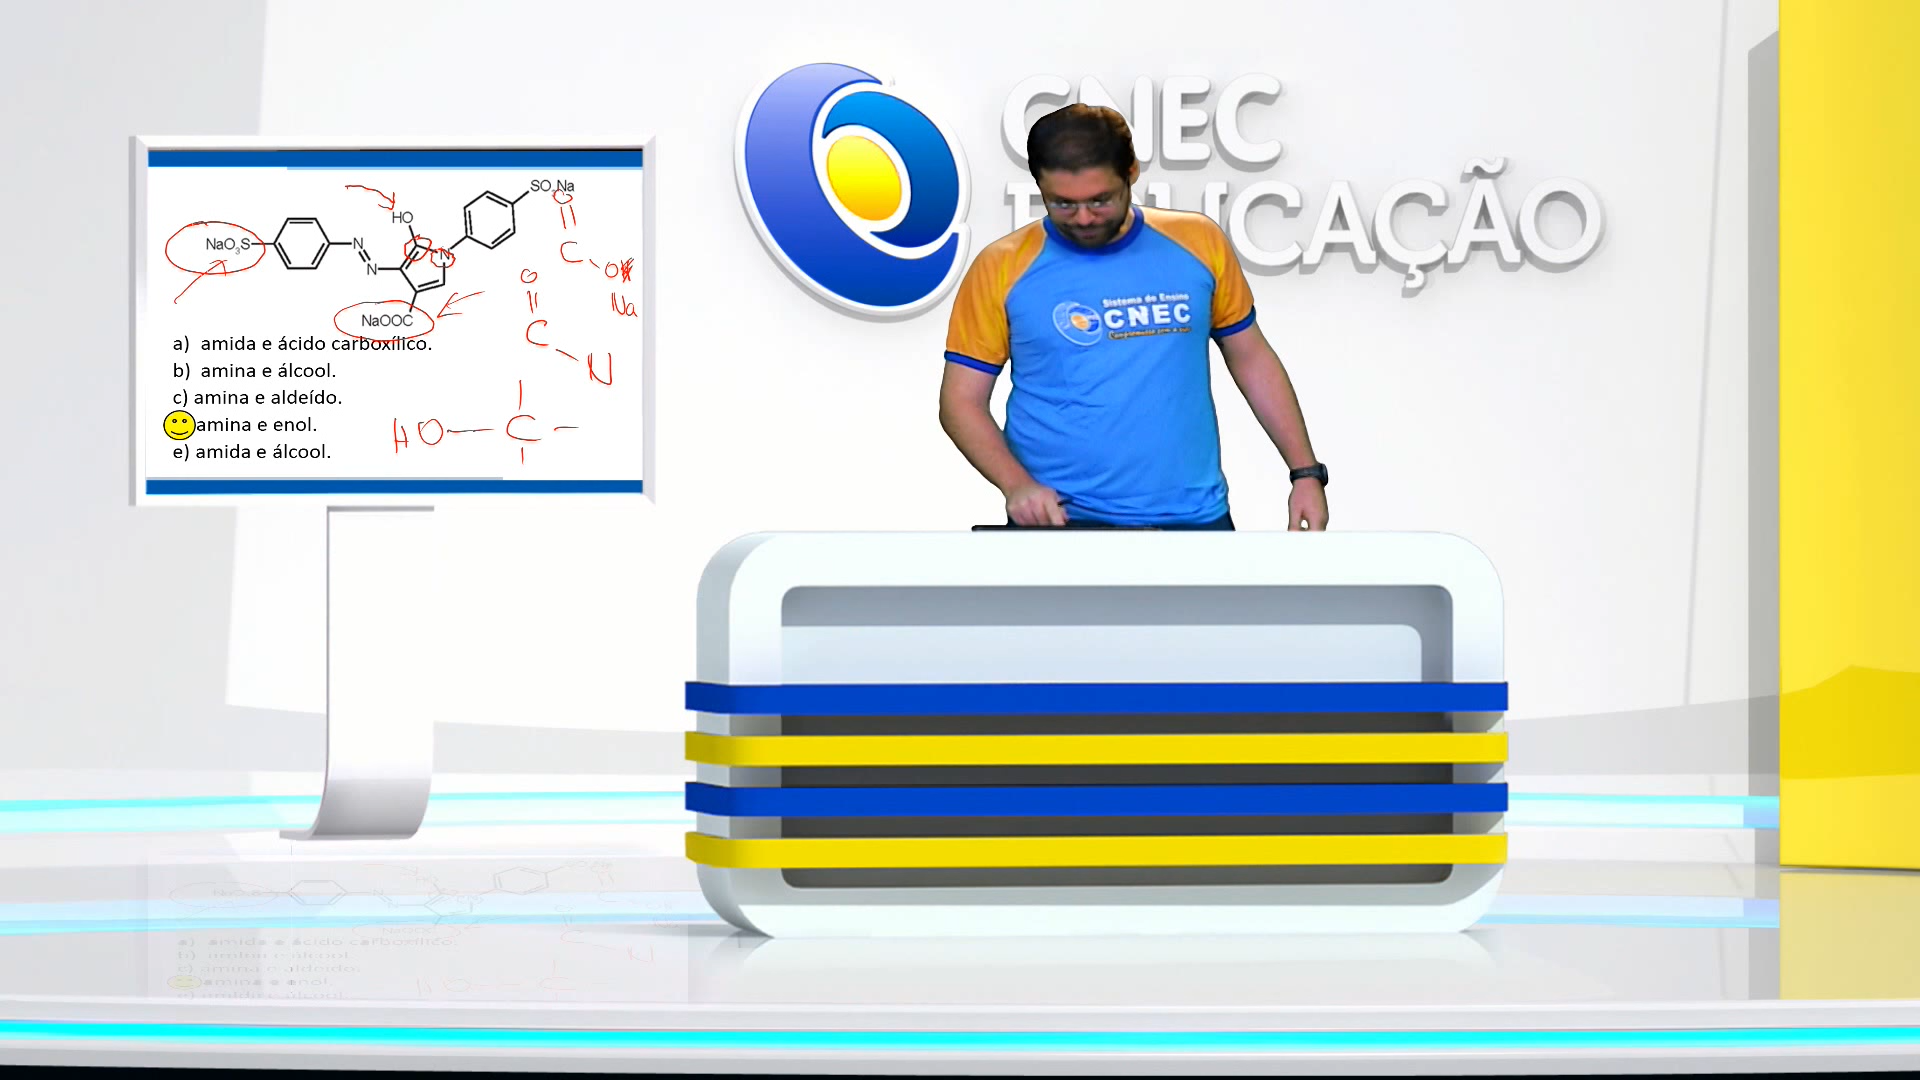 CNEC
EDUCAÇÃO
SO3Na
HO
NaO3S
N
N
N
NaOOC
O
C
O
Na
O
C
N
HO C
a) amida e ácido carboxílico.
b) amina e álcool.
c) amina e aldeído.
amina e enol.
e) amida e álcool.
Sistema de Ensino
CNEC